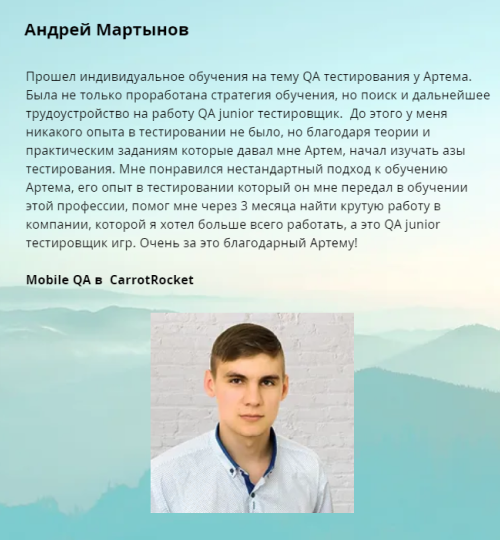 Андрей Мартынов
Прошел индивидуальное обучения на тему QA тестирования у Артема.
Была не только проработана стратегия обучения, но поиск и дальнейшее
трудоустройство на работу QA junior тестировщик. До этого у меня
никакого опыта в тестировании не было, но благодаря теории и
практическим заданиям которые давал мне Артем, начал изучать азы
тестирования. Мне понравился нестандартный подход к обучению
Артема, его опыт в тестировании который он мне передал в обучении
этой профессии, помог мне через 3 месяца найти крутую работу в
компании, которой я хотел больше всего работать, а это QA junior
тестировщик игр. Очень за это благодарный Артему!
Mobile QA в CarrotRocket